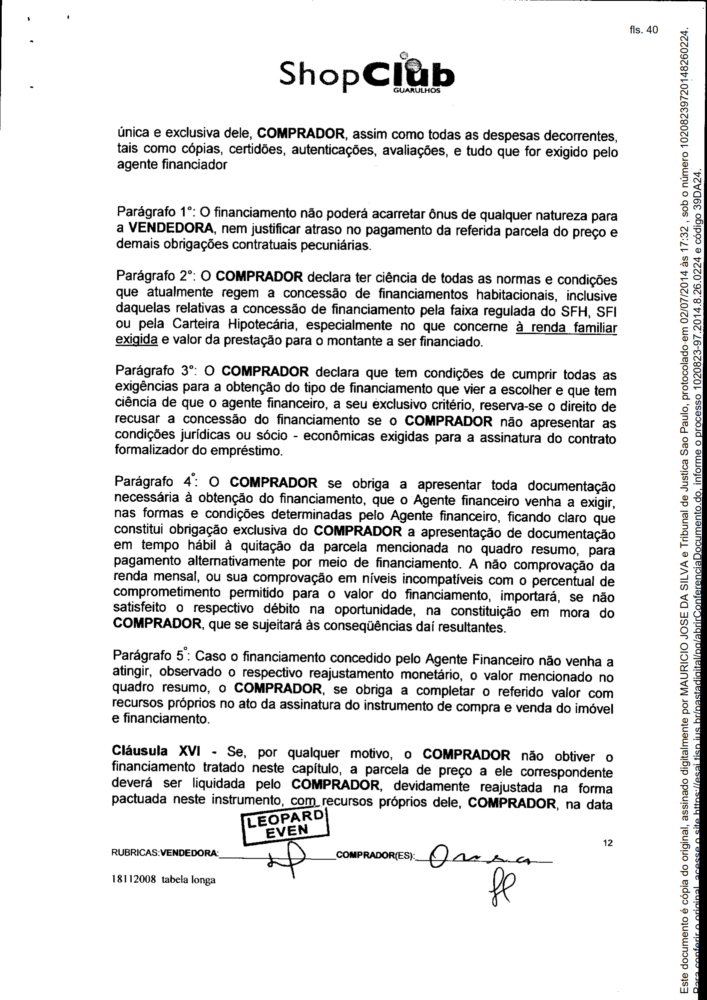 fls. 40
ShopClub
GUARULHOS
única e exclusiva dele, COMPRADOR, assim como todas as despesas decorrentes,
tais como cópias, certidões, autenticações, avaliações, e tudo que for exigido pelo
agente financiador
Parágrafo 1º: O financiamento não poderá acarretar ônus de qualquer natureza para
a VENDEDORA, nem justificar atraso no pagamento da referida parcela do preço e
demais obrigações contratuais pecuniárias.
Parágrafo 2º: O COMPRADOR declara ter ciência de todas as normas e condições
que atualmente regem a concessão de financiamentos habitacionais, inclusive
daquelas relativas a concessão de financiamento pela faixa regulada do SFH, SFI
ou pela Carteira Hipotecária, especialmente no que concerne à renda familiar
exigida e valor da prestação para o montante a ser financiado.
Parágrafo 3º: O COMPRADOR declara que tem condições de cumprir todas as
exigências para a obtenção do tipo de financiamento que vier a escolher e que tem
ciência de que o agente financeiro, a seu exclusivo critério, reserva-se o direito de
recusar a concessão do financiamento se o COMPRADOR não apresentar as
condições jurídicas ou sócio - econômicas exigidas para a assinatura do contrato
formalizador do empréstimo.
Parágrafo 4º: O COMPRADOR se obriga a apresentar toda documentação
necessária à obtenção do financiamento, que o Agente financeiro venha a exigir,
nas formas e condições determinadas pelo Agente financeiro, ficando claro que
constitui obrigação exclusiva do COMPRADOR a apresentação de documentação
em tempo hábil à quitação da parcela mencionada no quadro resumo, para
pagamento alternativamente por meio de financiamento. A não comprovação da
renda mensal, ou sua comprovação em níveis incompatíveis com o percentual de
comprometimento permitido para o valor do financiamento, importará, se não
satisfeito o respectivo débito na oportunidade, na constituição em mora do
COMPRADOR, que se sujeitará às conseqüências daí resultantes.
Parágrafo 5º: Caso o financiamento concedido pelo Agente Financeiro não venha a
atingir, observado o respectivo reajustamento monetário, o valor mencionado no
quadro resumo, o COMPRADOR, se obriga a completar o referido valor com
recursos próprios no ato da assinatura do instrumento de compra e venda do imóvel
e financiamento.
Cláusula XVI - Se, por qualquer motivo, o COMPRADOR não obtiver o
financiamento tratado neste capítulo, a parcela de preço a ele correspondente
deverá ser liquidada pelo COMPRADOR, devidamente reajustada na forma
pactuada neste instrumento, com recursos próprios dele, COMPRADOR, na data
LEOPARD
EVEN
12
RUBRICAS:VENDEDORA: COMPRADOR(ES):
18112008 tabela longa
Este documento é cópia do original, assinado digitalmente por MAURICIO JOSE DA SILVA e Tribunal de Justica Sao Paulo, protocolado em 02/07/2014 às 17:32 , sob o número 10208239720148260224.
Para conferir o original, acesse o site https://esaj.tjsp.jus.br/pastadigital/pg/abrirConferenciaDocumento.do, informe o processo 1020823-97.2014.8.26.0224 e código 39DA24.